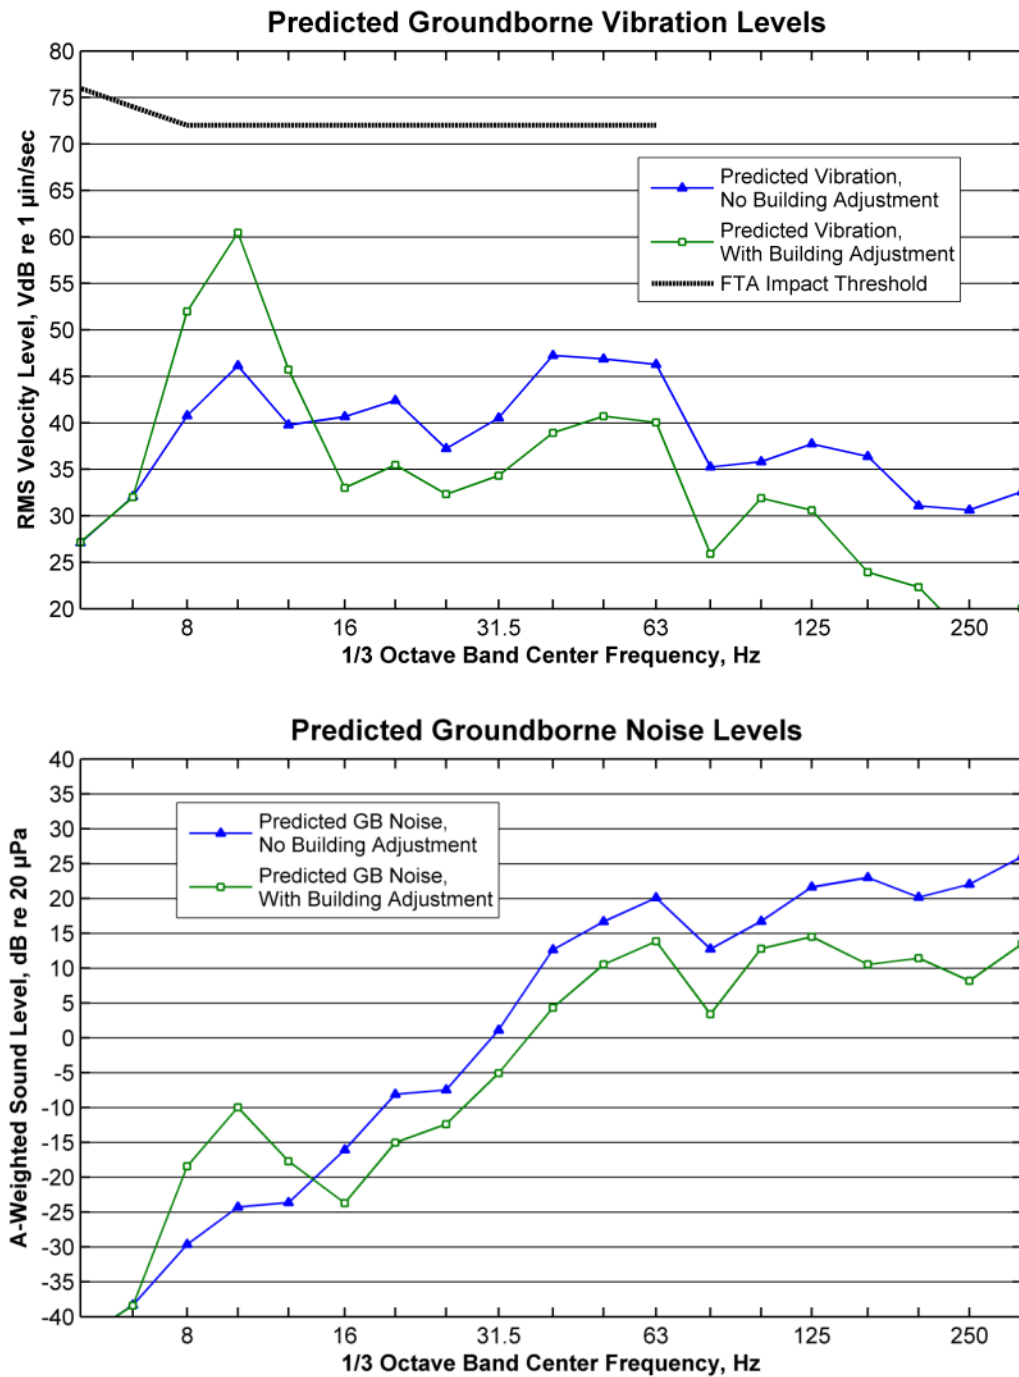 Predicted Groundborne Vibration Levels
80
75
70
65
60
55
50
45
40
35
30
25
20
RMS Velocity Level, VdB re 1 µin/sec
Predicted Vibration,
No Building Adjustment
Predicted Vibration,
With Building Adjustment
FTA Impact Threshold
8 16 31.5 63 125 250
1/3 Octave Band Center Frequency, Hz
Predicted Groundborne Noise Levels
40
35
30
25
20
15
10
5
0
-5
-10
-15
-20
-25
-30
-35
-40
A-Weighted Sound Level, dB re 20 µPa
Predicted GB Noise,
No Building Adjustment
Predicted GB Noise,
With Building Adjustment
8 16 31.5 63 125 250
1/3 Octave Band Center Frequency, Hz